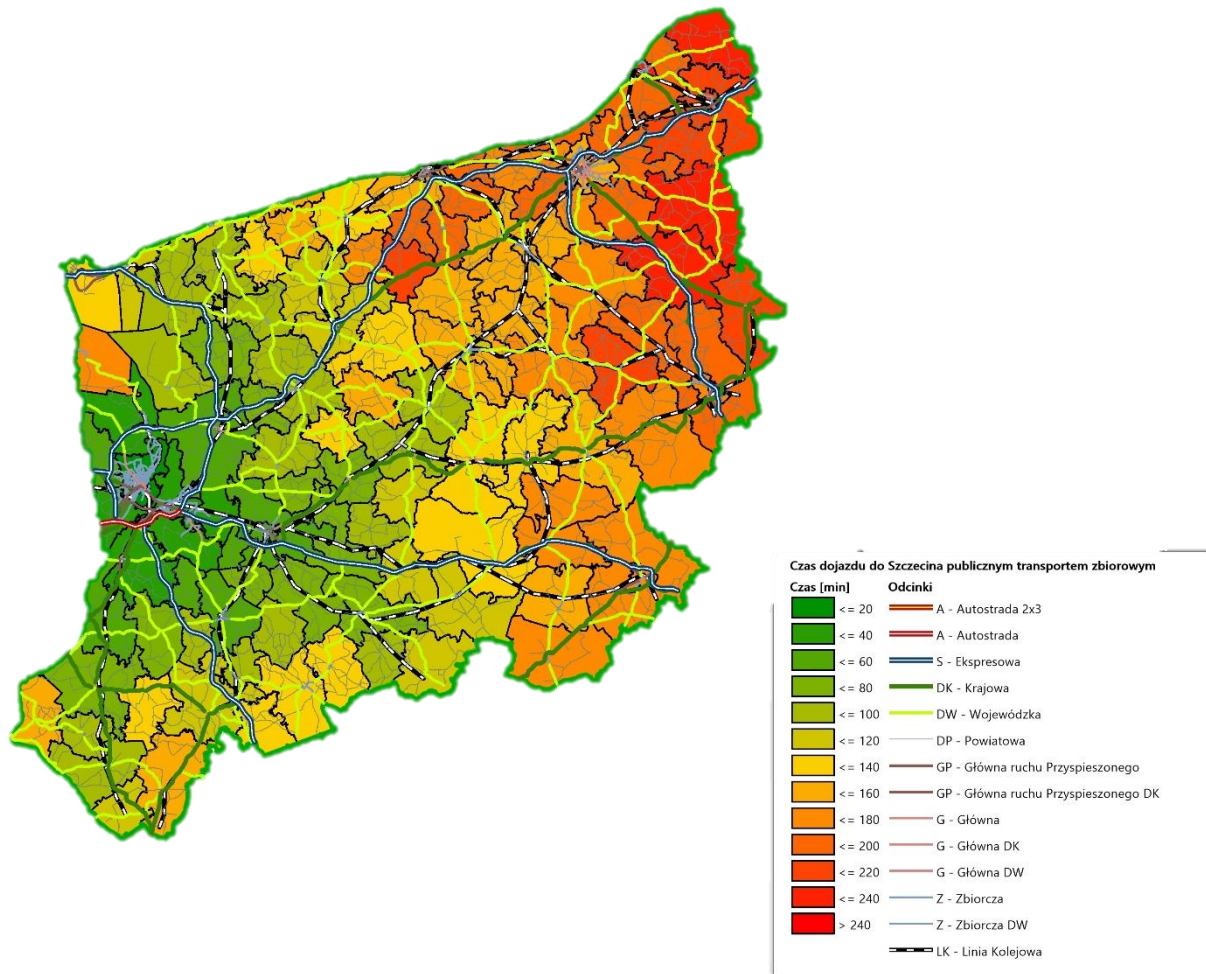 Czas dojazdu do Szczecina publicznym transportem zbiorowym
Czas [min] Odcinki
<= 20 A - Autostrada 2x3
<= 40 A - Autostrada
<= 60 S - Ekspresowa
<= 80 DK - Krajowa
<= 100 DW - Wojewódzka
<= 120 DP - Powiatowa
<= 140 GP - Główna ruchu Przyspieszonego
<= 160 GP - Główna ruchu Przyspieszonego DK
<= 180 G - Główna
<= 200 G - Główna DK
<= 220 G - Główna DW
<= 240 Z - Zbiorcza
> 240 Z - Zbiorcza DW
LK - Linia Kolejowa